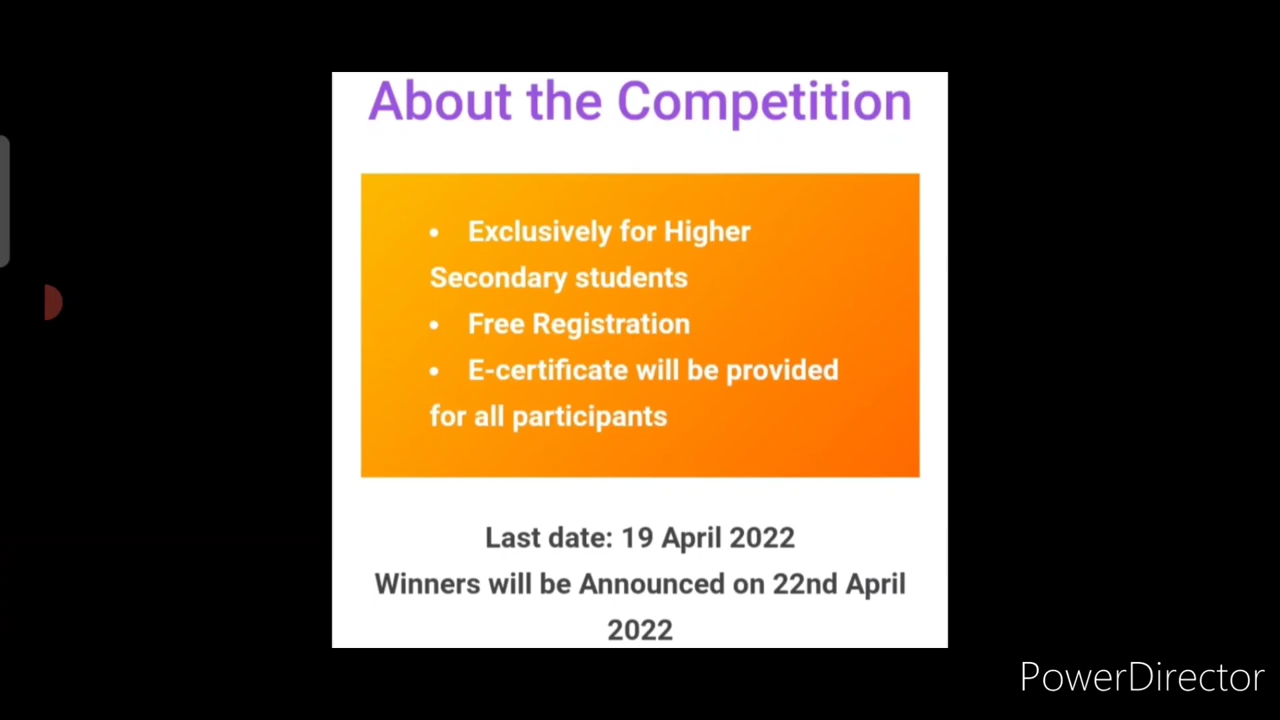 About the Competition
• Exclusively for Higher
Secondary students
• Free Registration
• E-certificate will be provided
for all participants
Last date: 19 April 2022
Winners will be Announced on 22nd April
2022
PowerDirector